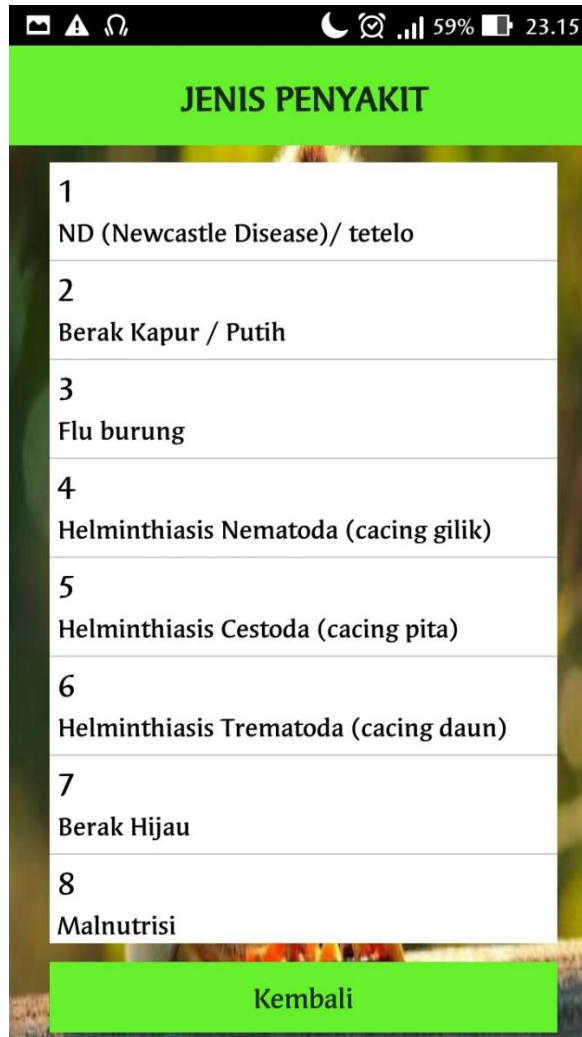 59% 23.15
JENIS PENYAKIT
1
ND (Newcastle Disease)/ tetelo
2
Berak Kapur / Putih
3
Flu burung
4
Helminthiasis Nematoda (cacing gilik)
5
Helminthiasis Cestoda (cacing pita)
6
Helminthiasis Trematoda (cacing daun)
7
Berak Hijau
8
Malnutrisi
Kembali